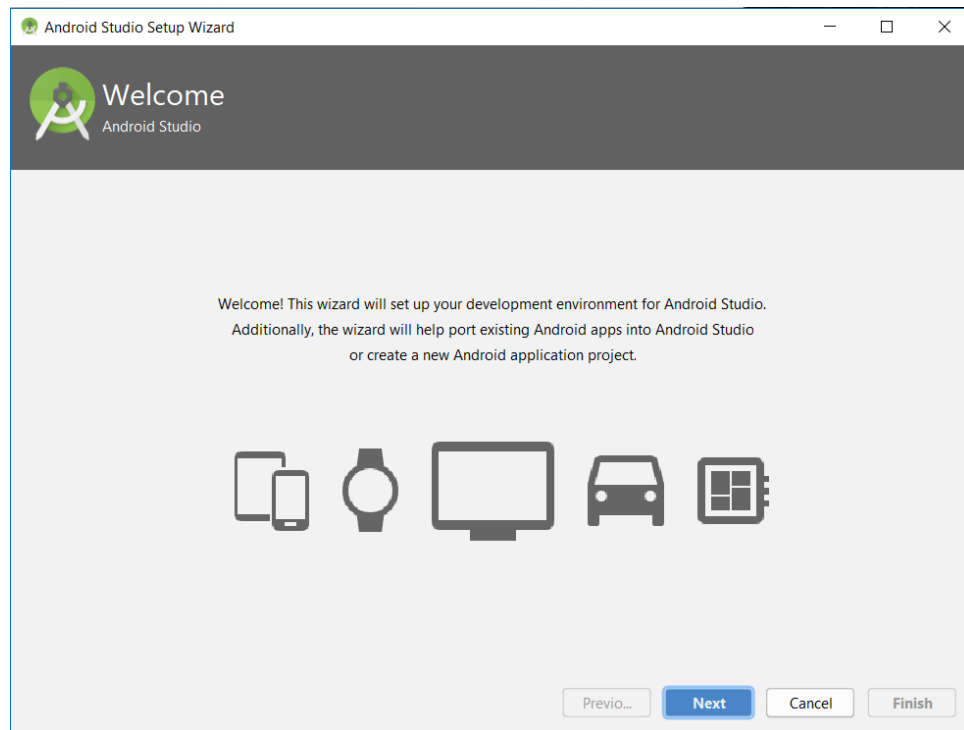 Android Studio Setup Wizard
Welcome
Android Studio
Welcome! This wizard will set up your development environment for Android Studio.
Additionally, the wizard will help port existing Android apps into Android Studio
or create a new Android application project.
Previo... Next Cancel Finish